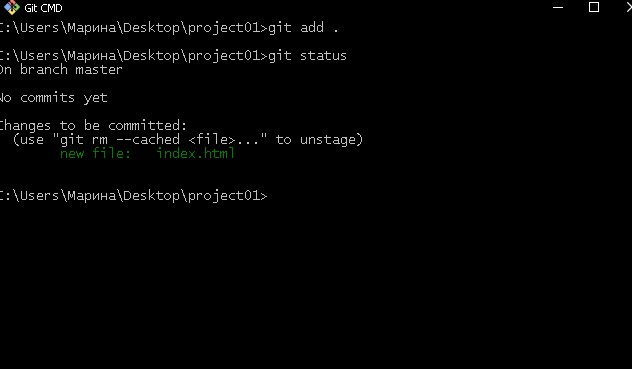 Git CMD
C:\Users\Марина\Desktop\project01>git add .
C:\Users\Марина\Desktop\project01>git status
On branch master
No commits yet
Changes to be committed:
(use "git rm --cached <file>..." to unstage)
new file: index.html
C:\Users\Марина\Desktop\project01>